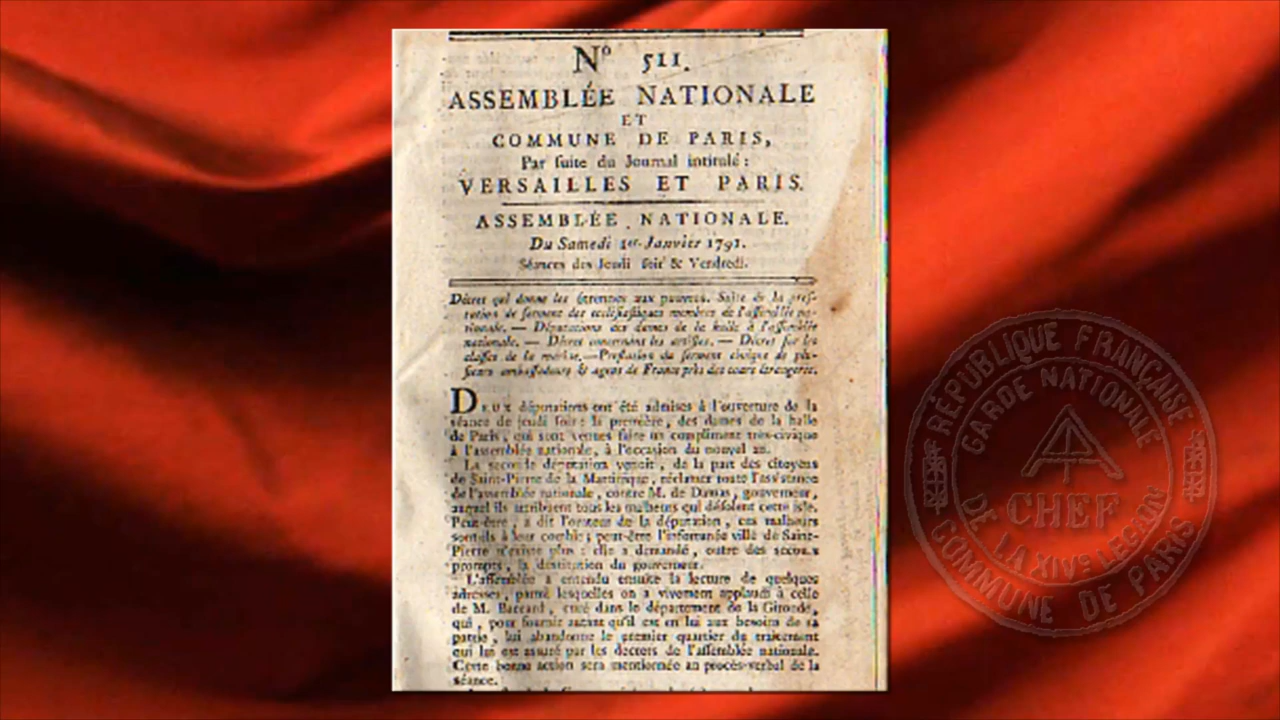 Nº 511.
ASSEMBLÉE NATIONALE
ET
COMMUNE DE PARIS,
Par ſuite du Journal intitulé :
VERSAILLES ET PARIS.
ASSEMBLÉE NATIONALE.
Du Samedi 1er Janvier 1791.
Séances des Jeudi ſoir & Vendredi.
Décret qui donne les étrennes aux pauvres. Suite de la preſ-
tation de ſerment des eccléſiaſtiques membres de l'aſſemblée na-
tionale. — Députations des dames de la halle à l'aſſemblée
nationale. — Décret concernant les artiſtes. — Décret ſur les
claſſes de la marine. — Preſtation du ſerment civique de plu-
ſieurs ambaſſadeurs & agens de France près des cours étrangeres.
DEUX députations ont été admiſes à l'ouverture de la
séance de jeudi ſoir : la première, des dames de la halle
de Paris, qui sont venues faire un compliment très-civique
à l'assemblée nationale, à l'occasion du nouvel an.
La seconde députation venoit, de la part des citoyens
de Saint-Pierre de la Martinique, réclamer toute l'assistance
de l'assemblée nationale, contre M. de Damas, gouverneur,
auquel ils attribuent tous les malheurs qui désolent cette isle.
Peut-être, a dit l'orateur de la députation, ces malheurs
sont-ils à leur comble ; peut-être l'infortunée ville de Saint-
Pierre n'existe plus : elle a demandé, outre des secours
prompts, la destitution du gouverneur.
L'assemblée a entendu ensuite la lecture de quelques
adresses, parmi lesquelles on a vivement applaudi à celle
de M. curé dans le département de la Gironde,
qui, pour fournir autant qu'il est en lui aux besoins de sa
patrie, lui abandonne le premier quartier du traitement
qui lui est assuré par les décrets de l'assemblée nationale.
Cette bonne action sera mentionnée au procès-verbal de la
séance.
RÉPUBLIQUE FRANÇAISE
GARDE NATIONALE
CHEF
DE LA XIVe LEGION
COMMUNE DE PARIS